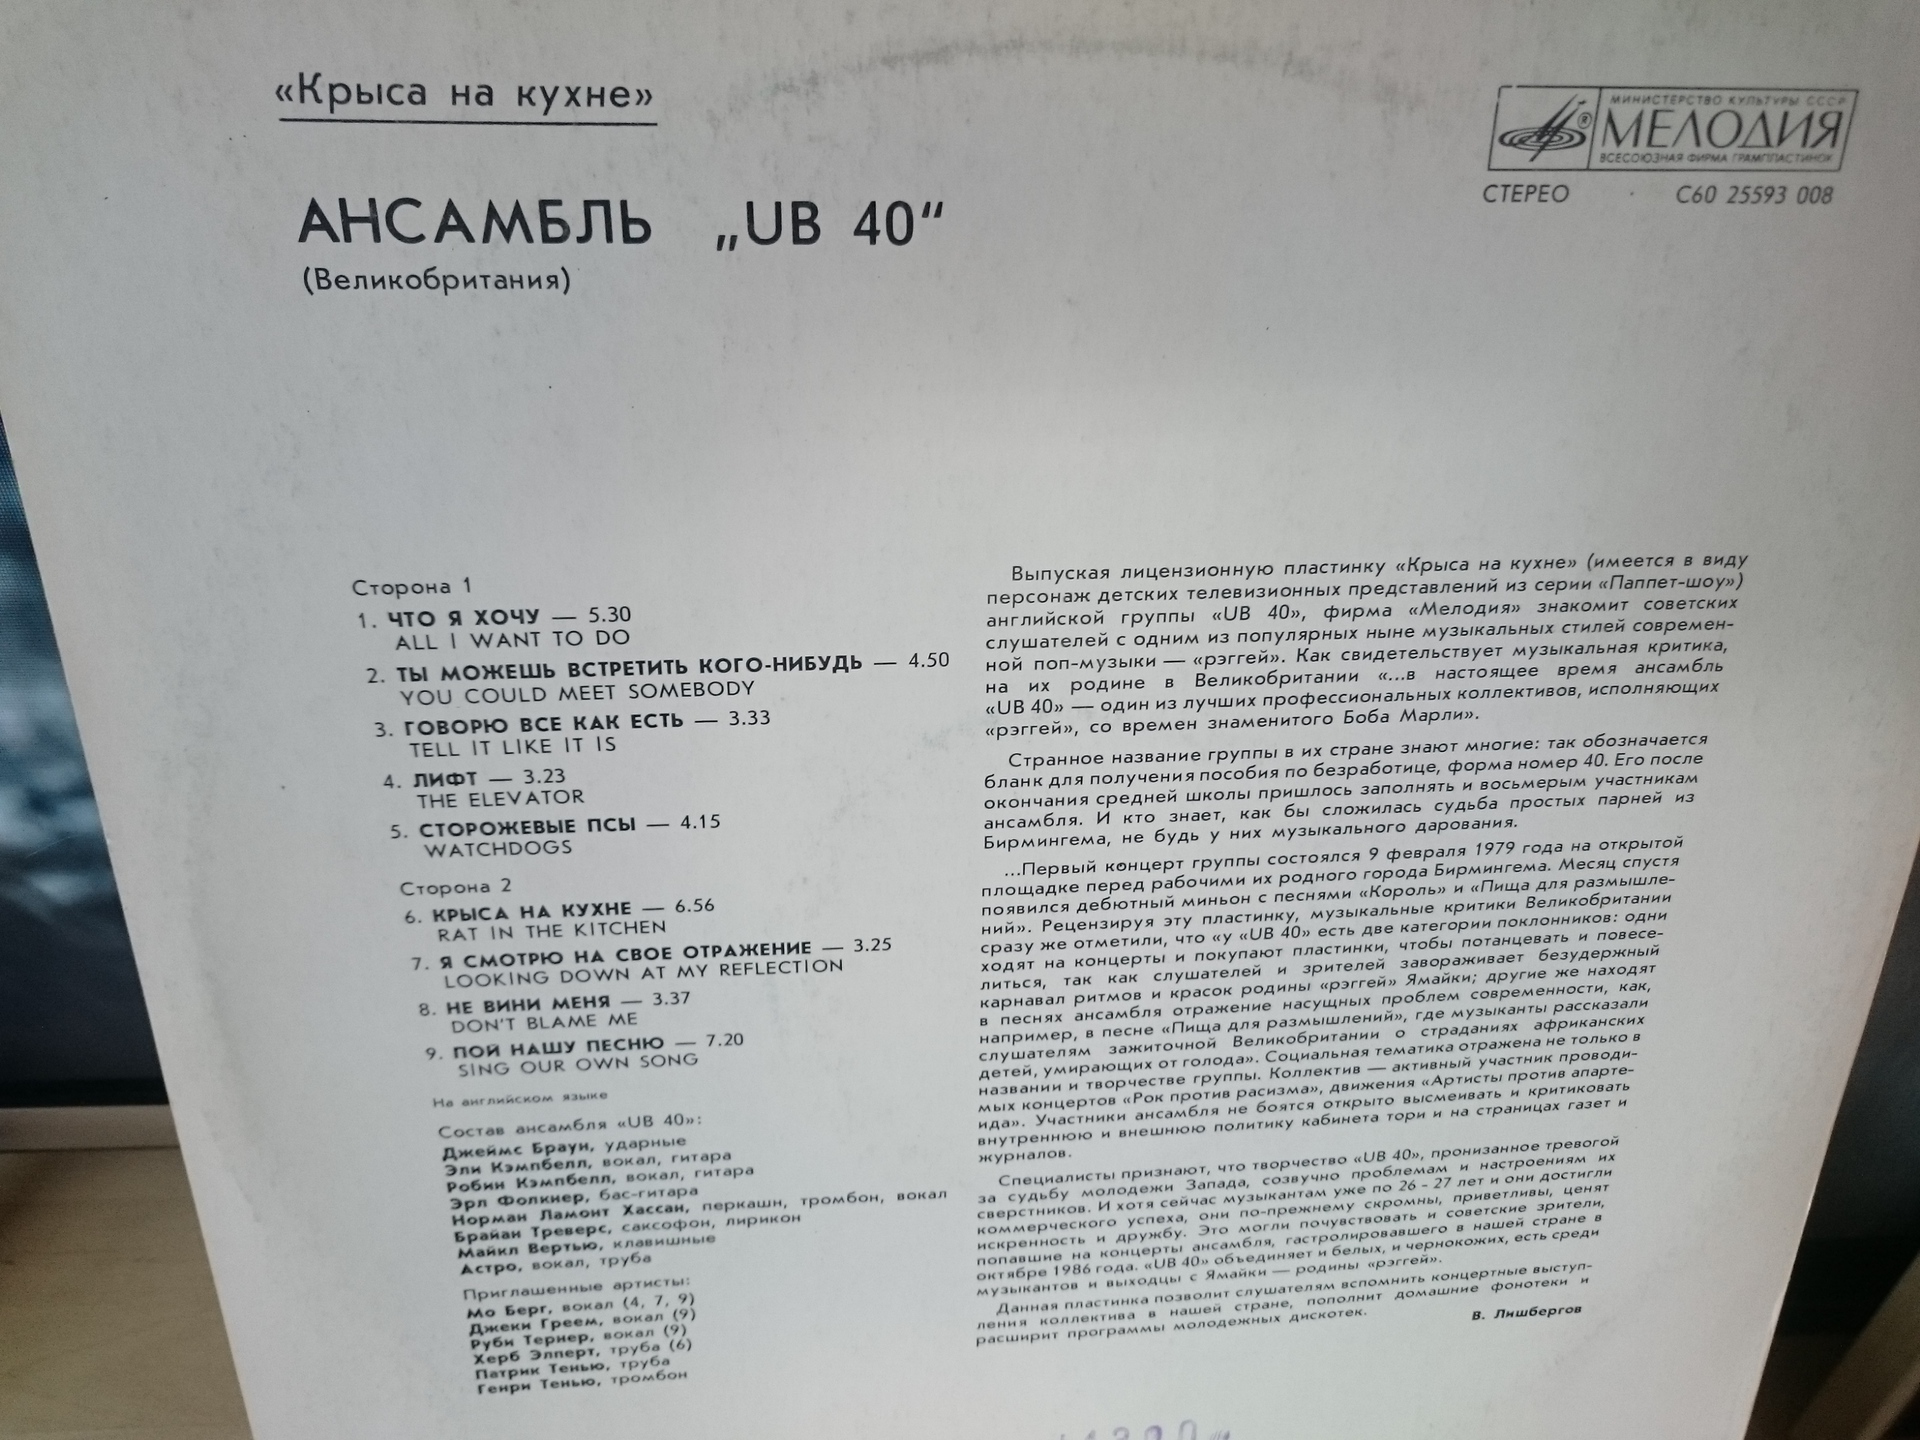 «Крыса на кухне»
МИНИСТЕРСТВО КУЛЬТУРЫ СССР
МЕЛОДИЯ
ВСЕСОЮЗНАЯ ФИРМА ГРАМПЛАСТИНОК
СТЕРЕО · С60 25593 008
АНСАМБЛЬ „UB 40“
(Великобритания)
Сторона 1
1. ЧТО Я ХОЧУ — 5.30
ALL I WANT TO DO
2. ТЫ МОЖЕШЬ ВСТРЕТИТЬ КОГО-НИБУДЬ — 4.50
YOU COULD MEET SOMEBODY
3. ГОВОРЮ ВСЕ КАК ЕСТЬ — 3.33
TELL IT LIKE IT IS
4. ЛИФТ — 3.23
THE ELEVATOR
5. СТОРОЖЕВЫЕ ПСЫ — 4.15
WATCHDOGS
Сторона 2
6. КРЫСА НА КУХНЕ — 6.56
RAT IN THE KITCHEN
7. Я СМОТРЮ НА СВОЕ ОТРАЖЕНИЕ — 3.25
LOOKING DOWN AT MY REFLECTION
8. НЕ ВИНИ МЕНЯ — 3.37
DON'T BLAME ME
9. ПОЙ НАШУ ПЕСНЮ — 7.20
SING OUR OWN SONG
На английском языке
Состав ансамбля «UB 40»:
Джеймс Браун, ударные
Эли Кэмпбелл, вокал, гитара
Робин Кэмпбелл, вокал, гитара
Эрл Фолкнер, бас-гитара
Норман Ламонт Хассан, перкашн, тромбон, вокал
Брайан Треверс, саксофон, лирикон
Майкл Вертью, клавишные
Астро, вокал, труба
Приглашенные артисты:
Мо Берг, вокал (4, 7, 9)
Джеки Греем, вокал (9)
Руби Тернер, вокал (9)
Херб Элперт, труба (6)
Патрик Тенью, труба
Генри Тенью, тромбон
Выпуская лицензионную пластинку «Крыса на кухне» (имеется в виду
персонаж детских телевизионных представлений из серии «Паппет-шоу»)
английской группы «UB 40», фирма «Мелодия» знакомит советских
слушателей с одним из популярных ныне музыкальных стилей современ-
ной поп-музыки — «рэггей». Как свидетельствует музыкальная критика,
на их родине в Великобритании «...в настоящее время ансамбль
«UB 40» — один из лучших профессиональных коллективов, исполняющих
«рэггей», со времен знаменитого Боба Марли».
Странное название группы в их стране знают многие: так обозначается
бланк для получения пособия по безработице, форма номер 40. Его после
окончания средней школы пришлось заполнять и восьмерым участникам
ансамбля. И кто знает, как бы сложилась судьба простых парней из
Бирмингема, не будь у них музыкального дарования.
...Первый концерт группы состоялся 9 февраля 1979 года на открытой
площадке перед рабочими их родного города Бирмингема. Месяц спустя
появился дебютный миньон с песнями «Король» и «Пища для размышле-
ний». Рецензируя эту пластинку, музыкальные критики Великобритании
сразу же отметили, что «у «UB 40» есть две категории поклонников: одни
ходят на концерты и покупают пластинки, чтобы потанцевать и повесе-
литься, так как слушателей и зрителей завораживает безудержный
карнавал ритмов и красок родины «рэггей» Ямайки; другие же находят
в песнях ансамбля отражение насущных проблем современности, как,
например, в песне «Пища для размышлений», где музыканты рассказали
слушателям зажиточной Великобритании о страданиях африканских
детей, умирающих от голода». Социальная тематика отражена не только в
названии и творчестве группы. Коллектив — активный участник проводи-
мых концертов «Рок против расизма», движения «Артисты против апарте-
ида». Участники ансамбля не боятся открыто высмеивать и критиковать
внутреннюю и внешнюю политику кабинета тори и на страницах газет и
журналов.
Специалисты признают, что творчество «UB 40», пронизанное тревогой
за судьбу молодежи Запада, созвучно проблемам и настроениям их
сверстников. И хотя сейчас музыкантам уже по 26 - 27 лет и они достигли
коммерческого успеха, они по-прежнему скромны, приветливы, ценят
искренность и дружбу. Это могли почувствовать и советские зрители,
попавшие на концерты ансамбля, гастролировавшего в нашей стране в
октябре 1986 года. «UB 40» объединяет и белых, и чернокожих, есть среди
музыкантов и выходцы с Ямайки — родины «рэггей».
Данная пластинка позволит слушателям вспомнить концертные выступ-
ления коллектива в нашей стране, пополнит домашние фонотеки и
расширит программы молодежных дискотек.
В. Лишбергов